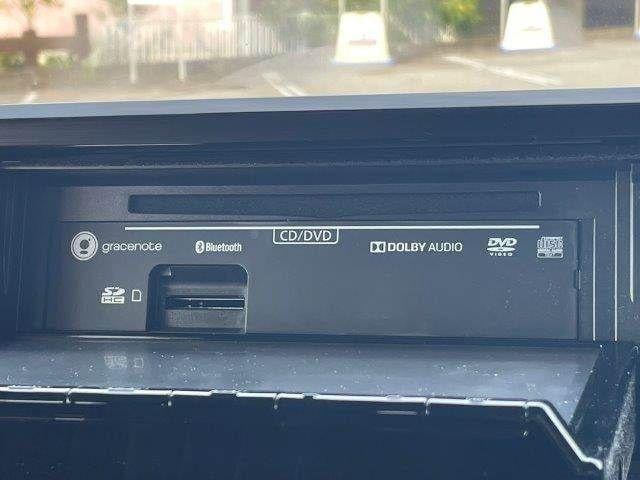 gracenote
Bluetooth
CD/DVD
DOLBY AUDIO
DVD
VIDEO
SD
HC